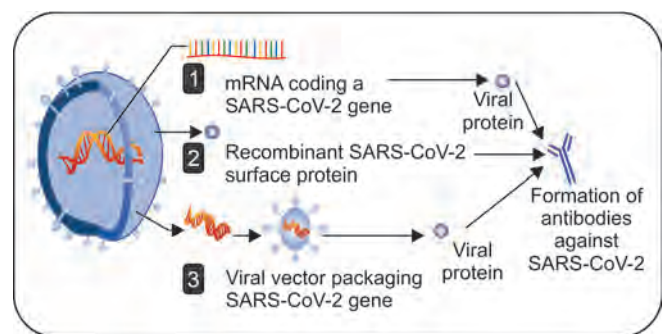 1
mRNA coding a
SARS-CoV-2 gene
Viral
protein
2
Recombinant SARS-CoV-2
surface protein
Formation of
antibodies
against
SARS-CoV-2
3
Viral vector packaging
SARS-CoV-2 gene
Viral
protein